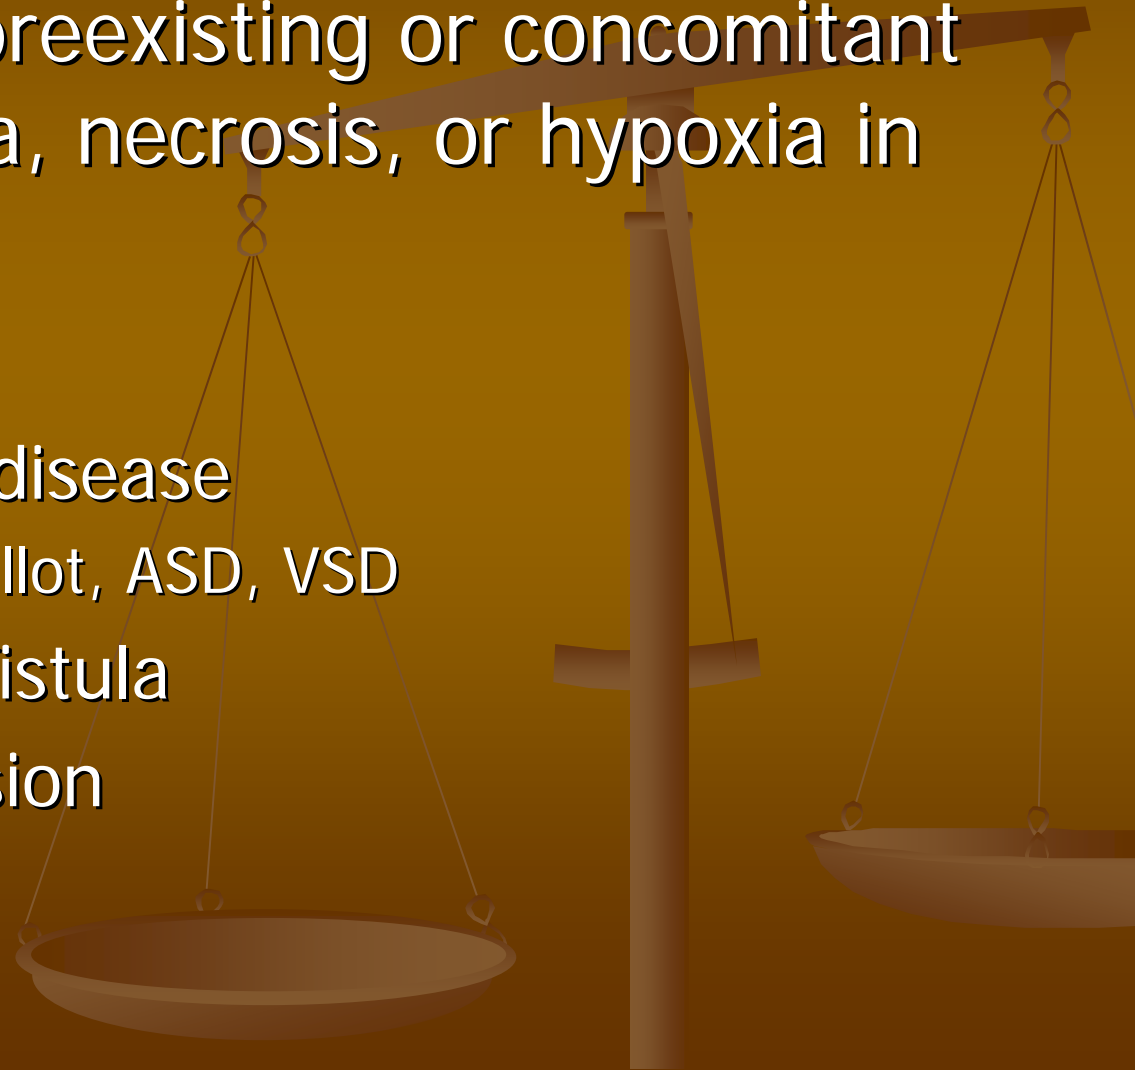 preexisting or concomitant
a, necrosis, or hypoxia in
disease
llot, ASD, VSD
istula
sion